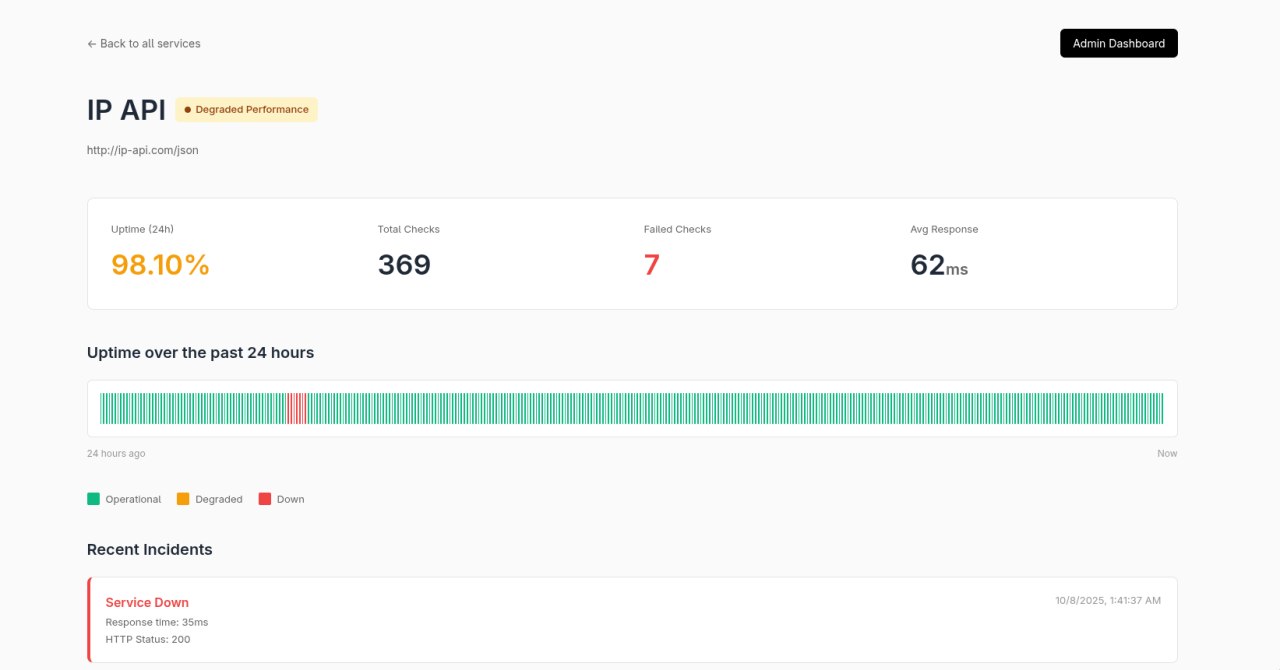 ← Back to all services
Admin Dashboard
IP API
Degraded Performance
http://ip-api.com/json
Uptime (24h)
98.10%
Total Checks
369
Failed Checks
7
Avg Response
62ms
Uptime over the past 24 hours
24 hours ago
Now
Operational
Degraded
Down
Recent Incidents
Service Down
10/8/2025, 1:41:37 AM
Response time: 35ms
HTTP Status: 200